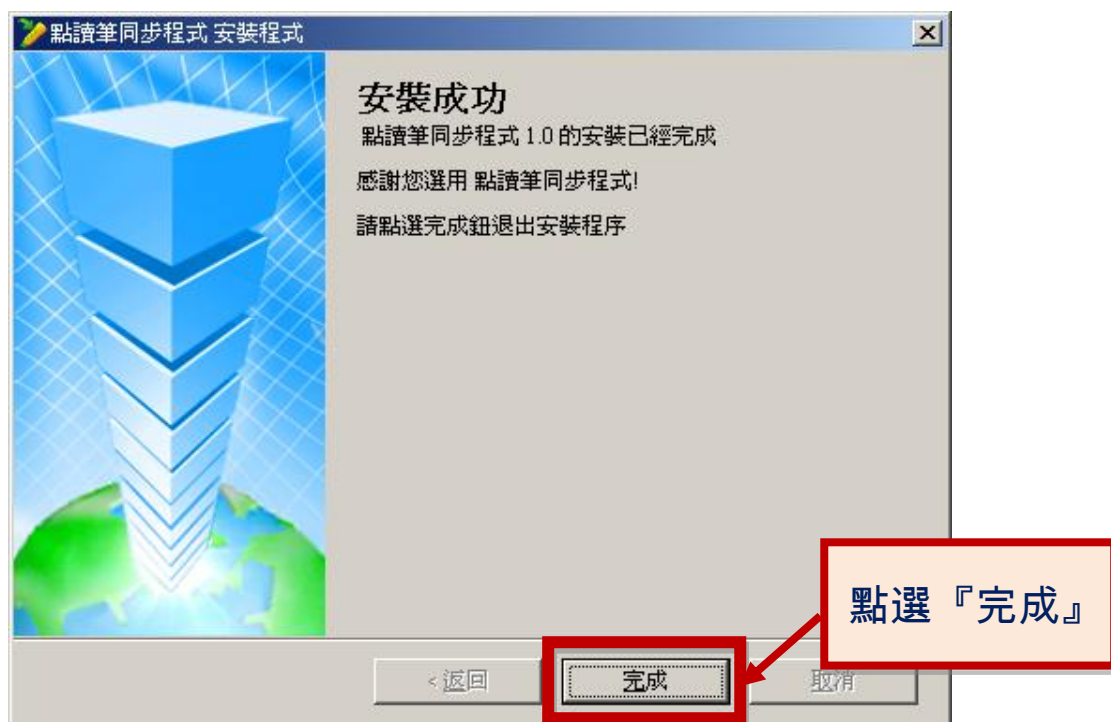 點讀筆同步程式 安裝程式
安裝成功
點讀筆同步程式 1.0 的安裝已經完成
感謝您選用 點讀筆同步程式!
請點選完成鈕退出安裝程序
點選『完成』
< 返回
完成
取消